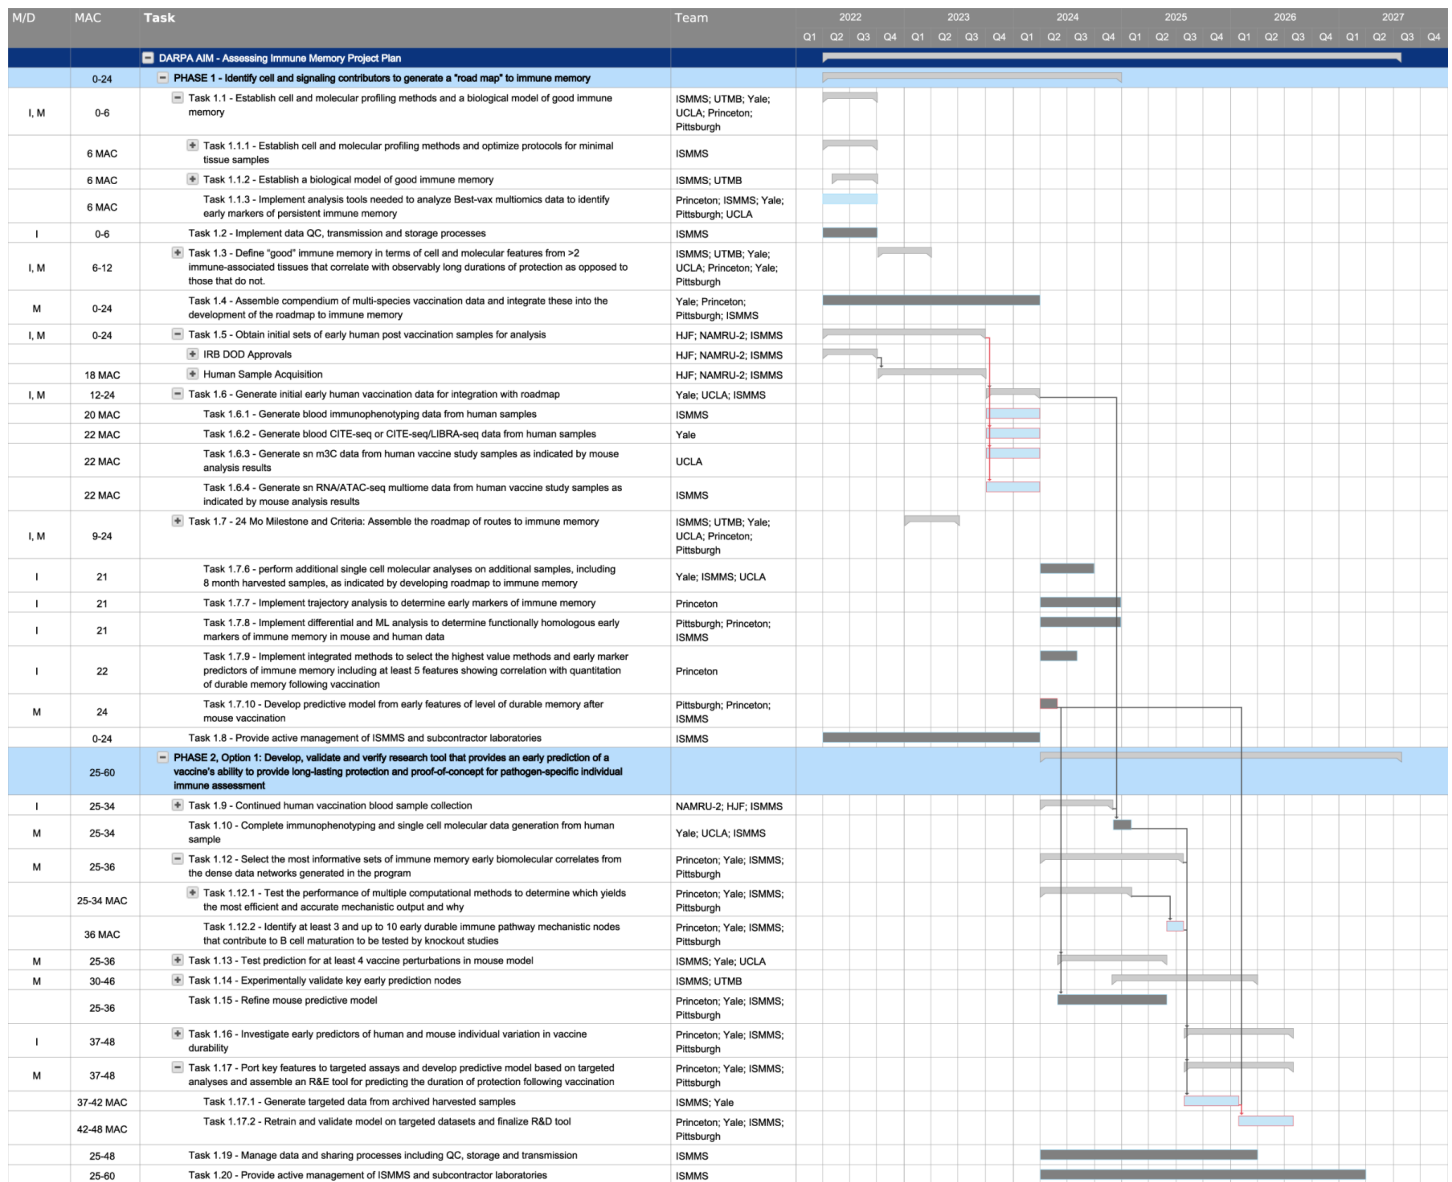 M/D MAC Task Team 2022 2023 2024 2025 2026 2027
Q1 Q2 Q3 Q4 Q1 Q2 Q3 Q4 Q1 Q2 Q3 Q4 Q1 Q2 Q3 Q4 Q1 Q2 Q3 Q4 Q1 Q2 Q3 Q4
DARPA AIM - Assessing Immune Memory Project Plan
0-24 PHASE 1 - Identify cell and signaling contributors to generate a "road map" to immune memory
I, M 0-6 Task 1.1 - Establish cell and molecular profiling methods and a biological model of good immune
memory
ISMMS; UTMB; Yale;
UCLA; Princeton;
Pittsburgh
6 MAC Task 1.1.1 - Establish cell and molecular profiling methods and optimize protocols for minimal
tissue samples
ISMMS
6 MAC Task 1.1.2 - Establish a biological model of good immune memory ISMMS; UTMB
6 MAC Task 1.1.3 - Implement analysis tools needed to analyze Best-vax multiomics data to identify
early markers of persistent immune memory
Princeton; ISMMS; Yale;
Pittsburgh; UCLA
I 0-6 Task 1.2 - Implement data QC, transmission and storage processes ISMMS
I, M 6-12 Task 1.3 - Define "good" immune memory in terms of cell and molecular features from >2
immune-associated tissues that correlate with observably long durations of protection as opposed to
those that do not.
ISMMS; UTMB; Yale;
UCLA; Princeton; Yale;
Pittsburgh
M 0-24 Task 1.4 - Assemble compendium of multi-species vaccination data and integrate these into the
development of the roadmap to immune memory
Yale; Princeton;
Pittsburgh; ISMMS
I, M 0-24 Task 1.5 - Obtain initial sets of early human post vaccination samples for analysis HJF; NAMRU-2; ISMMS
IRB DOD Approvals HJF; NAMRU-2; ISMMS
18 MAC Human Sample Acquisition HJF; NAMRU-2; ISMMS
I, M 12-24 Task 1.6 - Generate initial early human vaccination data for integration with roadmap Yale; UCLA; ISMMS
20 MAC Task 1.6.1 - Generate blood immunophenotyping data from human samples ISMMS
22 MAC Task 1.6.2 - Generate blood CITE-seq or CITE-seq/LIBRA-seq data from human samples Yale
22 MAC Task 1.6.3 - Generate sn m3C data from human vaccine study samples as indicated by mouse
analysis results
UCLA
22 MAC Task 1.6.4 - Generate sn RNA/ATAC-seq multiome data from human vaccine study samples as
indicated by mouse analysis results
ISMMS
I, M 9-24 Task 1.7 - 24 Mo Milestone and Criteria: Assemble the roadmap of routes to immune memory
ISMMS; UTMB; Yale;
UCLA; Princeton;
Pittsburgh
I 21 Task 1.7.6 - perform additional single cell molecular analyses on additional samples, including
8 month harvested samples, as indicated by developing roadmap to immune memory
Yale; ISMMS; UCLA
I 21 Task 1.7.7 - Implement trajectory analysis to determine early markers of immune memory Princeton
I 21 Task 1.7.8 - Implement differential and ML analysis to determine functionally homologous early
markers of immune memory in mouse and human data
Pittsburgh; Princeton;
ISMMS
I 22 Task 1.7.9 - Implement integrated methods to select the highest value methods and early marker
predictors of immune memory including at least 5 features showing correlation with quantitation
of durable memory following vaccination
Princeton
M 24 Task 1.7.10 - Develop predictive model from early features of level of durable memory after
mouse vaccination
Pittsburgh; Princeton;
ISMMS
0-24 Task 1.8 - Provide active management of ISMMS and subcontractor laboratories ISMMS
25-60 PHASE 2, Option 1: Develop, validate and verify research tool that provides an early prediction of a
vaccine's ability to provide long-lasting protection and proof-of-concept for pathogen-specific individual
immune assessment
I 25-34 Task 1.9 - Continued human vaccination blood sample collection NAMRU-2; HJF; ISMMS
M 25-34 Task 1.10 - Complete immunophenotyping and single cell molecular data generation from human
sample
Yale; UCLA; ISMMS
M 25-36 Task 1.12 - Select the most informative sets of immune memory early biomolecular correlates from
the dense data networks generated in the program
Princeton; Yale; ISMMS;
Pittsburgh
25-34 MAC Task 1.12.1 - Test the performance of multiple computational methods to determine which yields
the most efficient and accurate mechanistic output and why
Princeton; Yale; ISMMS;
Pittsburgh
36 MAC Task 1.12.2 - Identify at least 3 and up to 10 early durable immune pathway mechanistic nodes
that contribute to B cell maturation to be tested by knockout studies
Princeton; Yale; ISMMS;
Pittsburgh
M 25-36 Task 1.13 - Test prediction for at least 4 vaccine perturbations in mouse model ISMMS; Yale; UCLA
M 30-46 Task 1.14 - Experimentally validate key early prediction nodes ISMMS; UTMB
25-36 Task 1.15 - Refine mouse predictive model
Princeton; Yale; ISMMS;
Pittsburgh
I 37-48 Task 1.16 - Investigate early predictors of human and mouse individual variation in vaccine
durability
Princeton; Yale; ISMMS;
Pittsburgh
M 37-48 Task 1.17 - Port key features to targeted assays and develop predictive model based on targeted
analyses and assemble an R&E tool for predicting the duration of protection following vaccination
Princeton; Yale; ISMMS;
Pittsburgh
37-42 MAC Task 1.17.1 - Generate targeted data from archived harvested samples ISMMS; Yale
42-48 MAC Task 1.17.2 - Retrain and validate model on targeted datasets and finalize R&D tool
Princeton; Yale; ISMMS;
Pittsburgh
25-48 Task 1.19 - Manage data and sharing processes including QC, storage and transmission ISMMS
25-60 Task 1.20 - Provide active management of ISMMS and subcontractor laboratories ISMMS